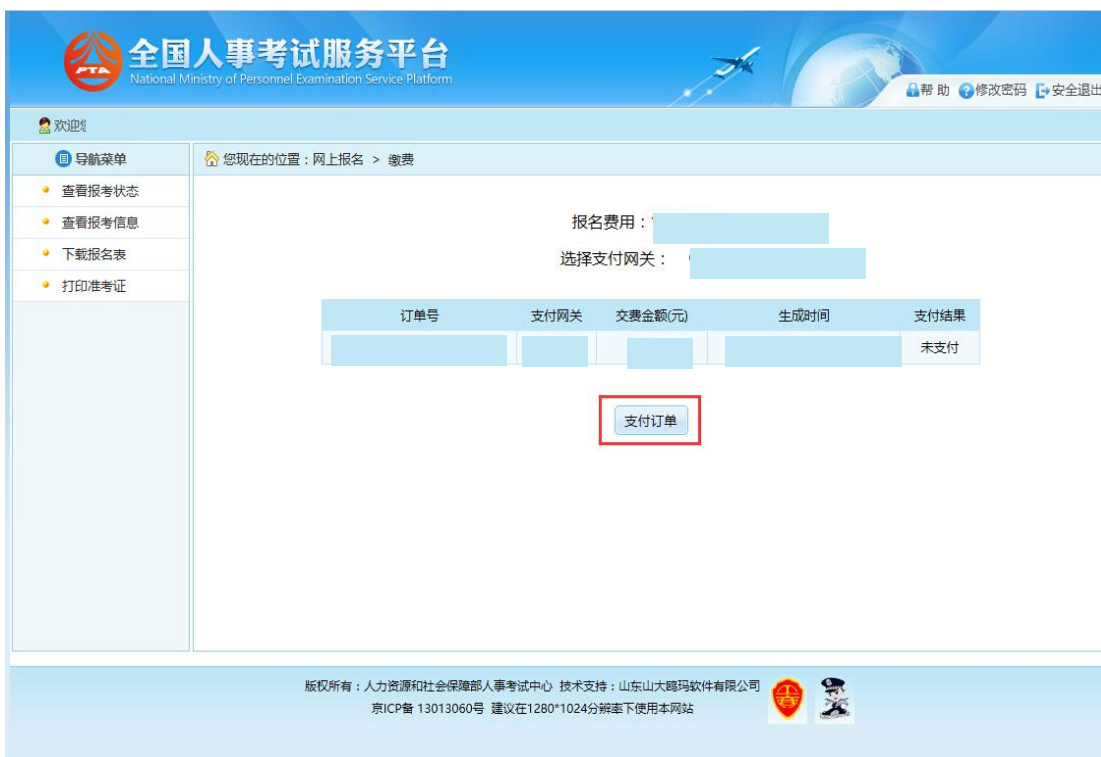 PTA
全国人事考试服务平台
National Ministry of Personnel Examination Service Platform
帮 助 修改密码 安全退出
欢迎
导航菜单
您现在的位置：网上报名 > 缴费
查看报考状态
查看报考信息
下载报名表
打印准考证
报名费用：
选择支付网关：
订单号 支付网关 交费金额(元) 生成时间 支付结果
未支付
支付订单
版权所有：人力资源和社会保障部人事考试中心 技术支持：山东山大鸥玛软件有限公司
京ICP备 13013060号 建议在1280*1024分辨率下使用本网站